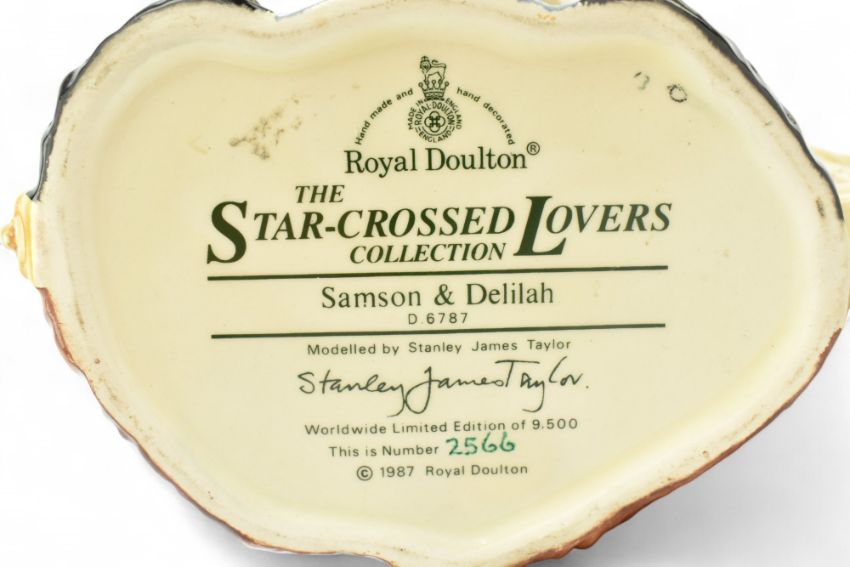 Hand made and hand decorated
MADE IN ENGLAND
ROYAL·DOULTON
ENGLAND
Royal Doulton®
THE
STAR-CROSSED LOVERS
COLLECTION
Samson & Delilah
D.6787
Modelled by Stanley James Taylor
Stanley James Taylor.
Worldwide Limited Edition of 9,500
This is Number 2566
© 1987 Royal Doulton